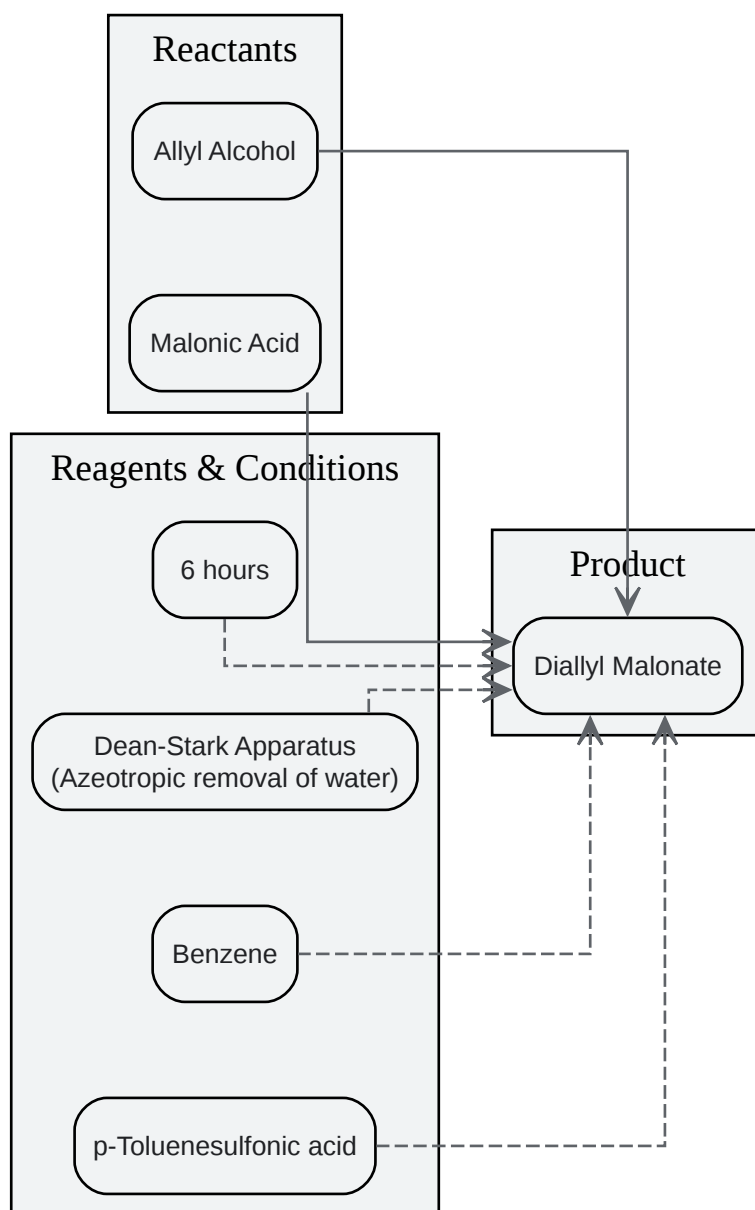 Reactants
Allyl Alcohol
Malonic Acid
Reagents & Conditions
6 hours
Dean-Stark Apparatus
(Azeotropic removal of water)
Benzene
p-Toluenesulfonic acid
Product
Diallyl Malonate